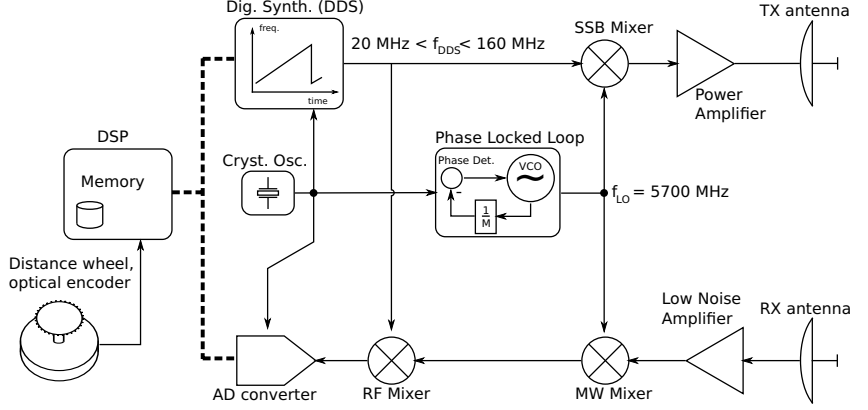 Dig. Synth. (DDS)
freq.
time
20 MHz < fDDS < 160 MHz
SSB Mixer
TX antenna
Power
Amplifier
DSP
Memory
Cryst. Osc.
Phase Locked Loop
Phase Det.
VCO
~
-
1
M
fLO = 5700 MHz
Distance wheel,
optical encoder
Low Noise
Amplifier
RX antenna
AD converter
RF Mixer
MW Mixer